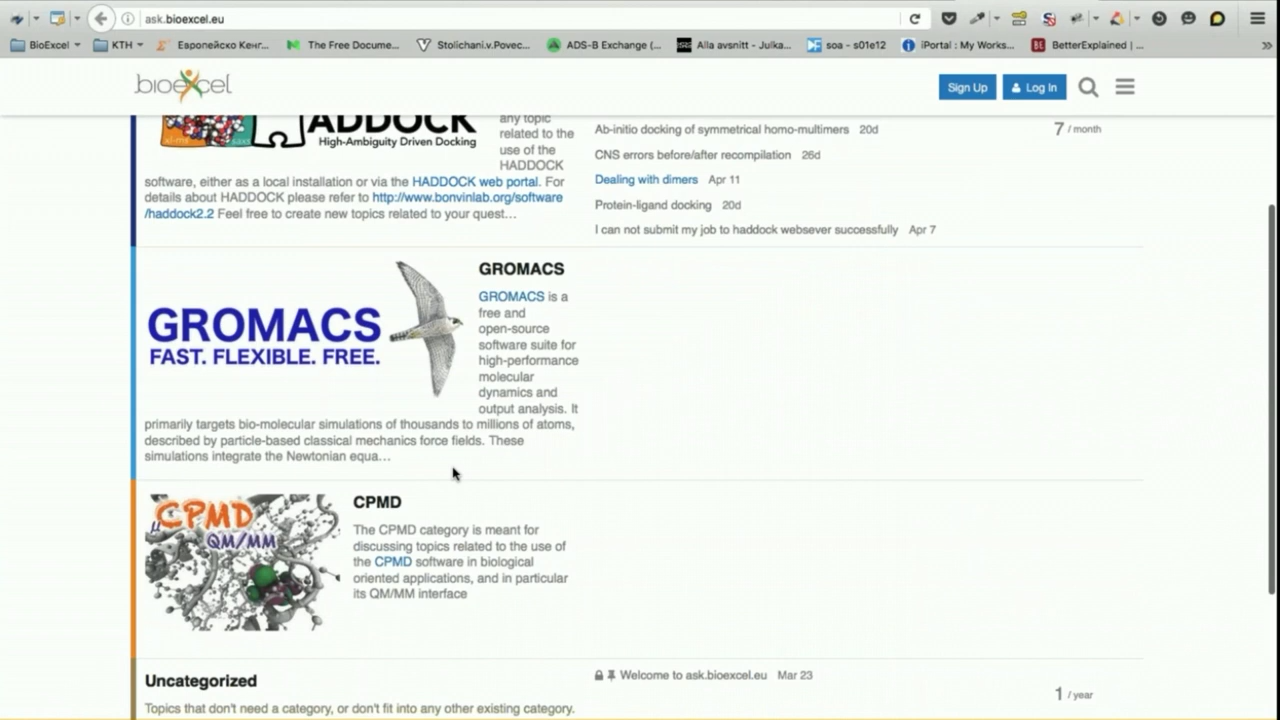 ask.bioexcel.eu
BioExcel
KTH
Европейско Кенг...
The Free Docume...
Stolichani.v.Povec...
ADS-B Exchange (...
Alla avsnitt - Julka...
soa - s01e12
iPortal : My Works...
BetterExplained | ...
bioexcel
Sign Up
Log In
ADDOCK
High-Ambiguity Driven Docking
any topic
related to the
use of the
HADDOCK
software, either as a local installation or via the HADDOCK web portal. For
details about HADDOCK please refer to http://www.bonvinlab.org/software
/haddock2.2 Feel free to create new topics related to your quest...
Ab-initio docking of symmetrical homo-multimers 20d
CNS errors before/after recompilation 26d
Dealing with dimers Apr 11
Protein-ligand docking 20d
I can not submit my job to haddock websever successfully Apr 7
7 / month
GROMACS
FAST. FLEXIBLE. FREE.
GROMACS
GROMACS is a
free and
open-source
software suite for
high-performance
molecular
dynamics and
output analysis. It
primarily targets bio-molecular simulations of thousands to millions of atoms,
described by particle-based classical mechanics force fields. These
simulations integrate the Newtonian equa...
CPMD
QM/MM
CPMD
The CPMD category is meant for
discussing topics related to the use of
the CPMD software in biological
oriented applications, and in particular
its QM/MM interface
Uncategorized
Topics that don't need a category, or don't fit into any other existing category.
Welcome to ask.bioexcel.eu Mar 23
1 / year